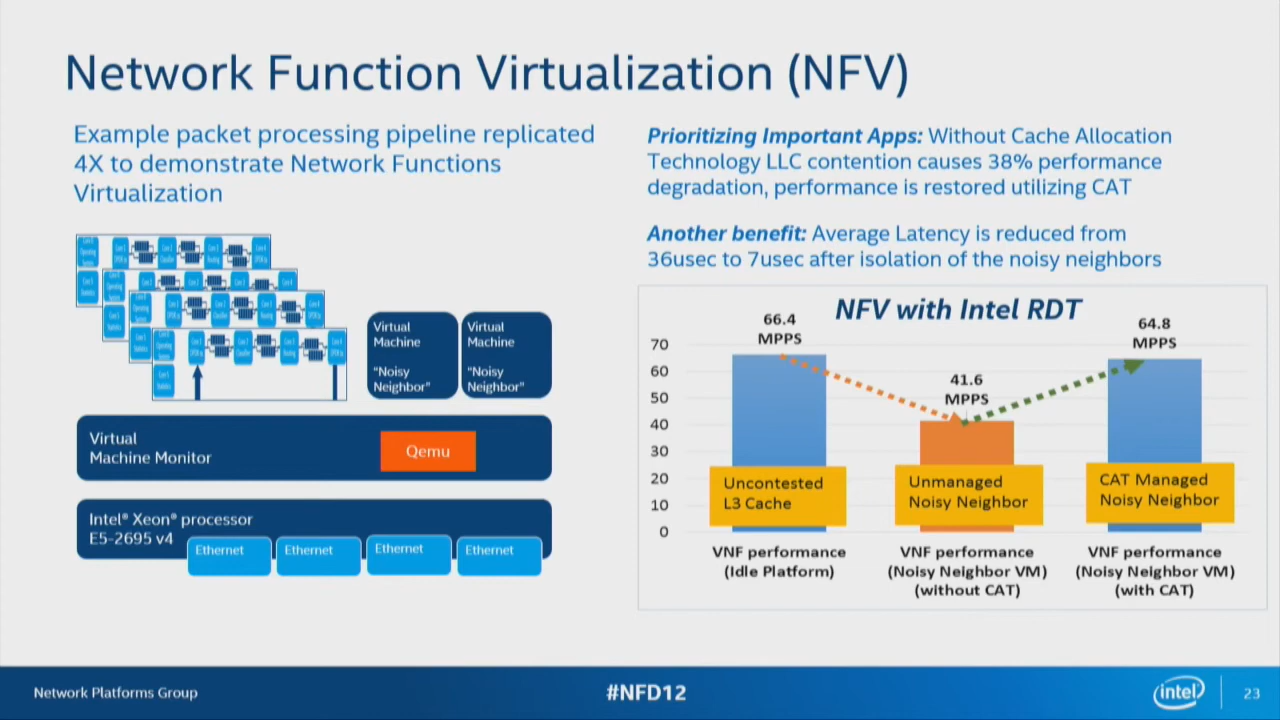 Network Function Virtualization (NFV)
Example packet processing pipeline replicated
4X to demonstrate Network Functions
Virtualization
Prioritizing Important Apps: Without Cache Allocation
Technology LLC contention causes 38% performance
degradation, performance is restored utilizing CAT
Another benefit: Average Latency is reduced from
36usec to 7usec after isolation of the noisy neighbors
Virtual
Machine
"Noisy
Neighbor"
Virtual
Machine
"Noisy
Neighbor"
Virtual
Machine Monitor
Qemu
Intel® Xeon® processor
E5-2695 v4
Ethernet
Ethernet
Ethernet
Ethernet
NFV with Intel RDT
66.4
MPPS
41.6
MPPS
64.8
MPPS
70
60
50
40
30
20
10
0
Uncontested
L3 Cache
Unmanaged
Noisy Neighbor
CAT Managed
Noisy Neighbor
VNF performance
(Idle Platform)
VNF performance
(Noisy Neighbor VM)
(without CAT)
VNF performance
(Noisy Neighbor VM)
(with CAT)
Network Platforms Group
#NFD12
intel
23